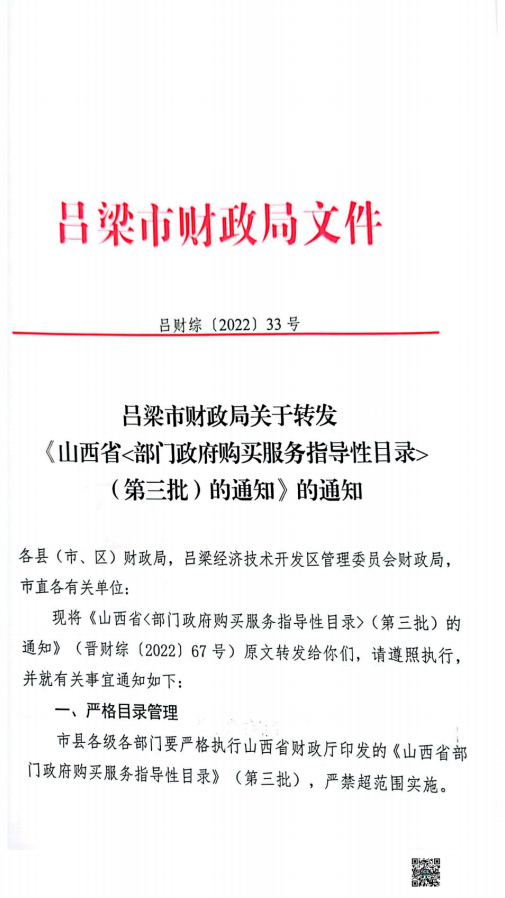 吕梁市财政局文件
吕财综〔2022〕33号
吕梁市财政局关于转发
《山西省<部门政府购买服务指导性目录>
（第三批）的通知》的通知
各县（市、区）财政局，吕梁经济技术开发区管理委员会财政局，
市直各有关单位：
现将《山西省<部门政府购买服务指导性目录>（第三批）的
通知》（晋财综〔2022〕67号）原文转发给你们，请遵照执行，
并就有关事宜通知如下：
一、严格目录管理
市县各级各部门要严格执行山西省财政厅印发的《山西省部
门政府购买服务指导性目录》（第三批），严禁超范围实施。